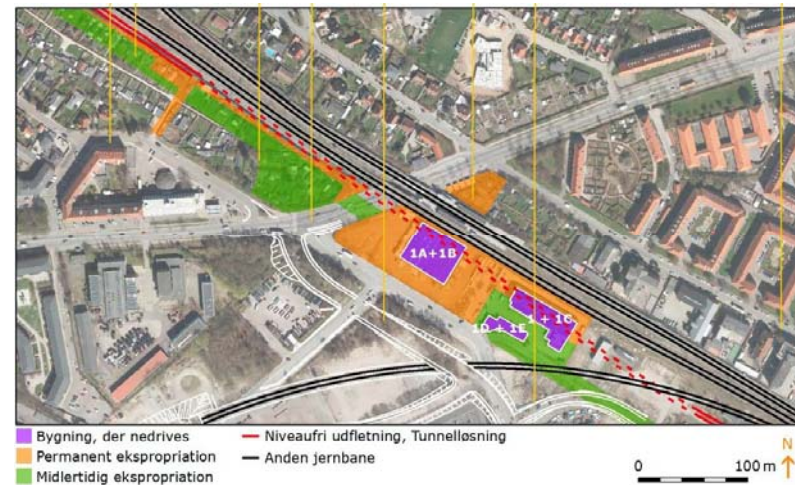 1A+1B
+ 1C
1D + 1E
Bygning, der nedrives
Permanent ekspropriation
Midlertidig ekspropriation
Niveaufri udfletning, Tunnelløsning
Anden jernbane
0 100 m
N